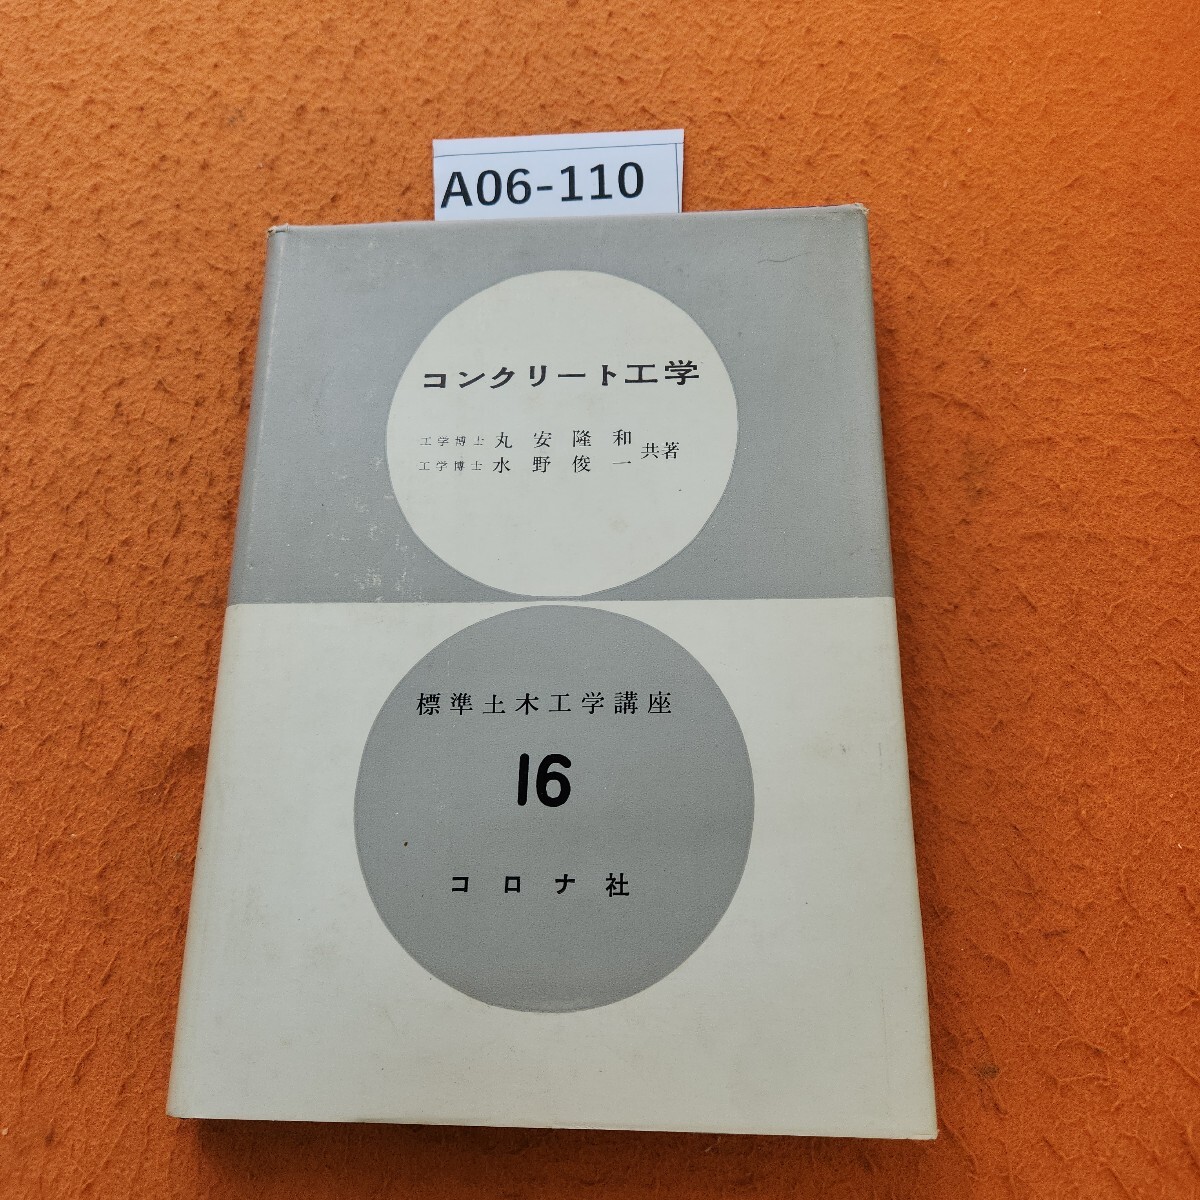 A06-110
コンクリート工学
工学博士 丸安隆和
工学博士 水野俊一 共著
標準土木工学講座
16
コロナ社